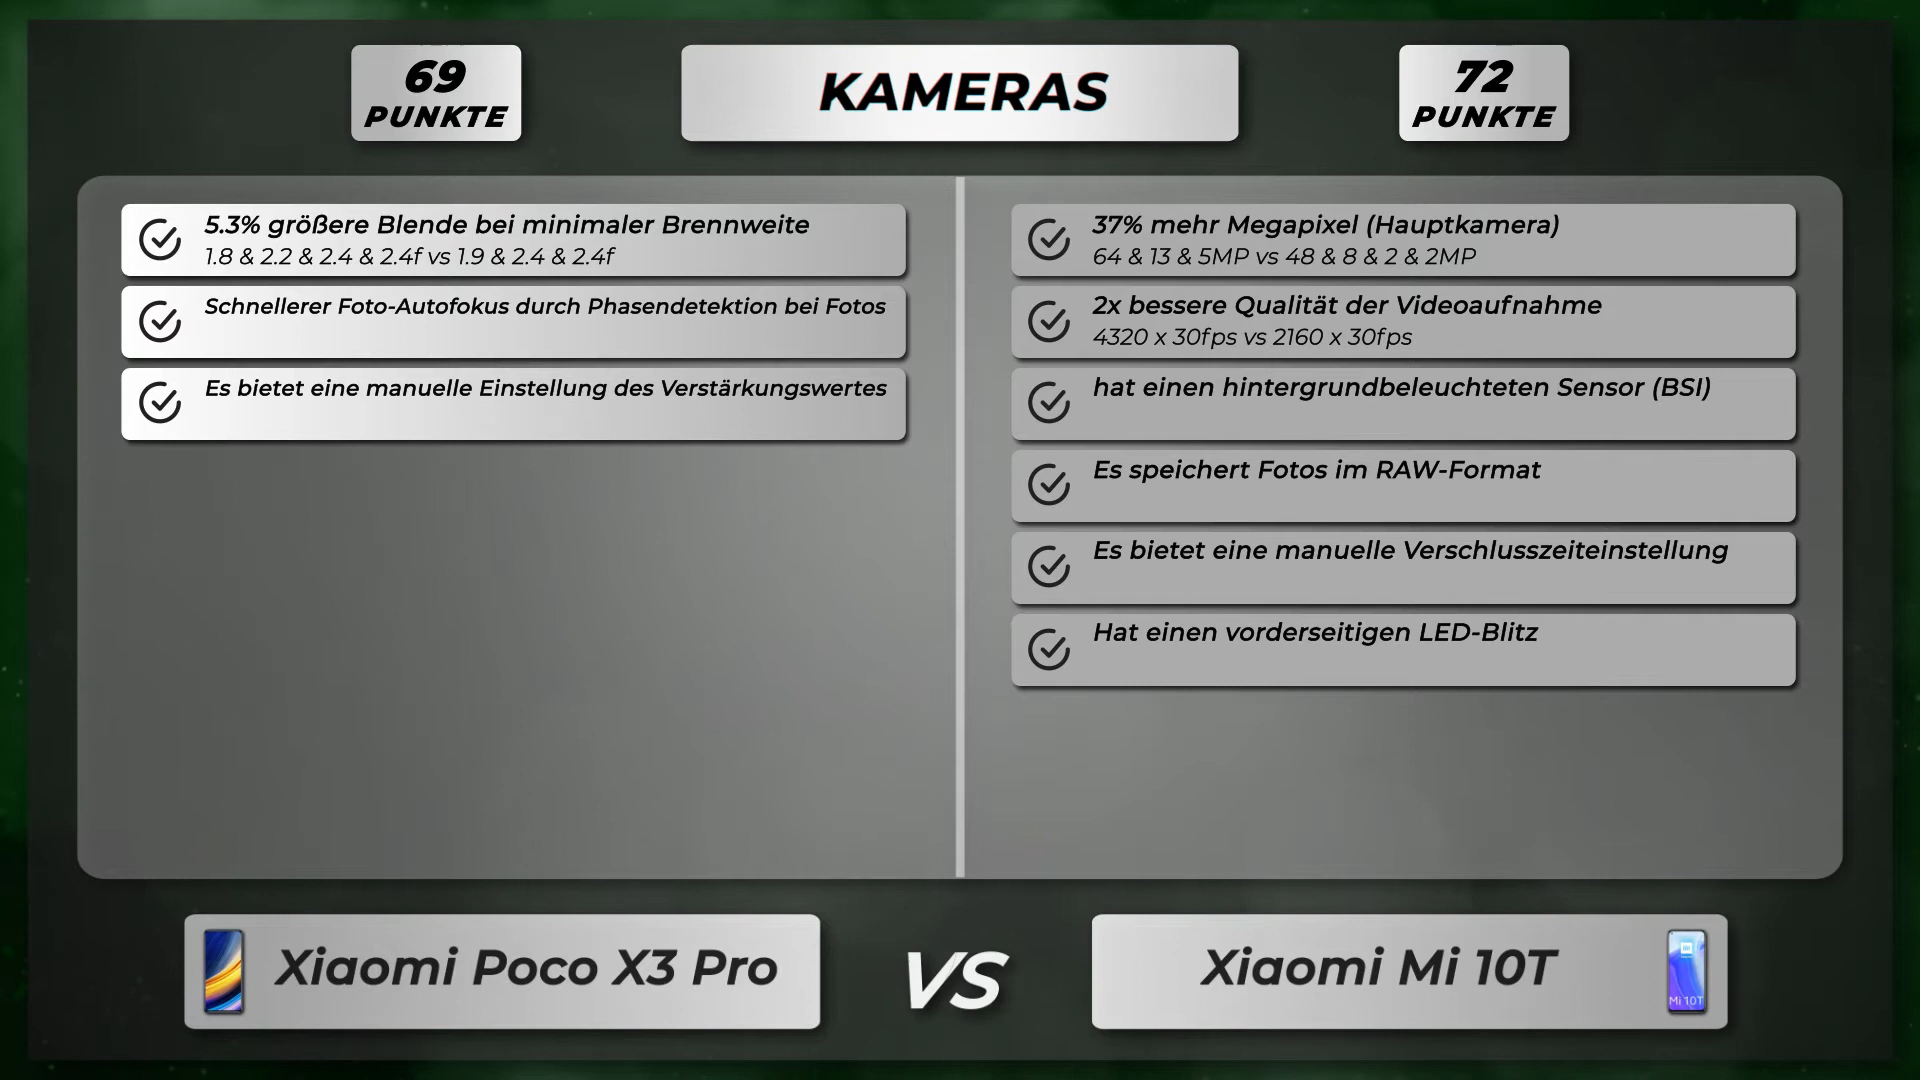 69
PUNKTE
KAMERAS
72
PUNKTE
5.3% größere Blende bei minimaler Brennweite
1.8 & 2.2 & 2.4 & 2.4f vs 1.9 & 2.4 & 2.4f
Schnellerer Foto-Autofokus durch Phasendetektion bei Fotos
Es bietet eine manuelle Einstellung des Verstärkungswertes
37% mehr Megapixel (Hauptkamera)
64 & 13 & 5MP vs 48 & 8 & 2 & 2MP
2x bessere Qualität der Videoaufnahme
4320 x 30fps vs 2160 x 30fps
hat einen hintergrundbeleuchteten Sensor (BSI)
Es speichert Fotos im RAW-Format
Es bietet eine manuelle Verschlusszeiteinstellung
Hat einen vorderseitigen LED-Blitz
Xiaomi Poco X3 Pro
VS
Xiaomi Mi 10T
Mi 10T